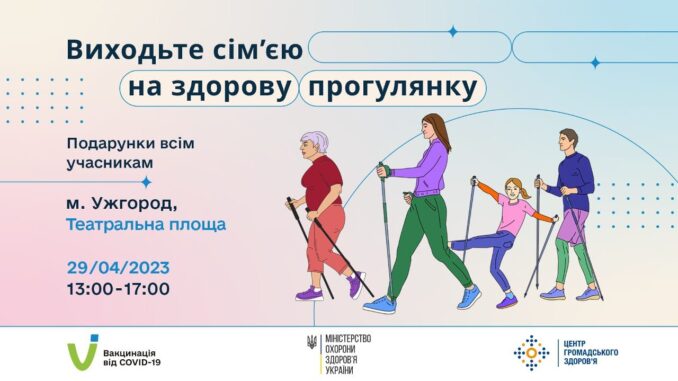 Виходьте сім’єю
на здорову прогулянку
Подарунки всім
учасникам
м. Ужгород,
Театральна площа
29/04/2023
13:00-17:00
Вакцинація
від COVID-19
МІНІСТЕРСТВО
ОХОРОНИ
ЗДОРОВ'Я
УКРАЇНИ
ЦЕНТР
ГРОМАДСЬКОГО
ЗДОРОВ'Я